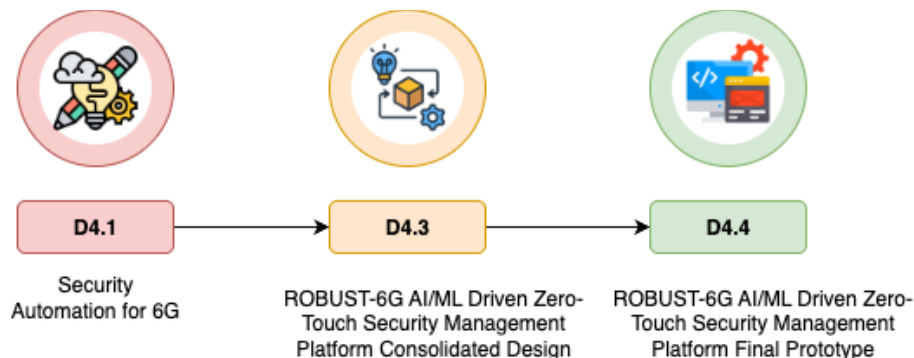 </>
D4.1
D4.3
D4.4
Security
Automation for 6G
ROBUST-6G AI/ML Driven Zero-
Touch Security Management
Platform Consolidated Design
ROBUST-6G AI/ML Driven Zero-
Touch Security Management
Platform Final Prototype